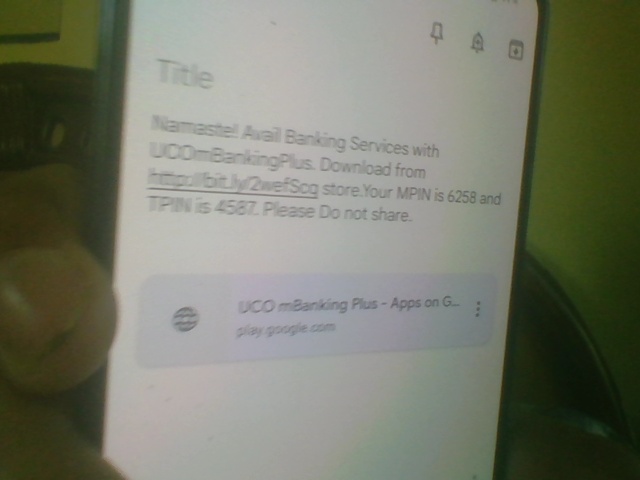 Title
Namaste! Avail Banking Services with
UCOmBankingPlus. Download from
http://bit.ly/2wefScq store.Your MPIN is 6258 and
TPIN is 4587. Please Do not share.
UCO mBanking Plus - Apps on G...
play.google.com